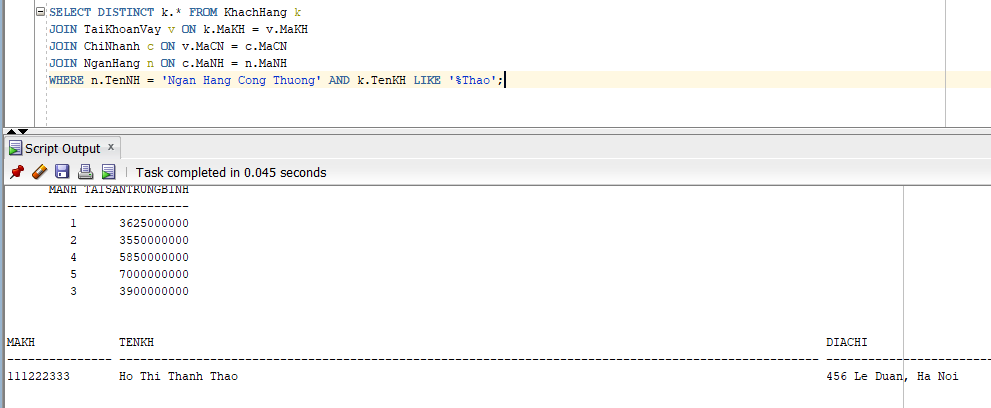 SELECT DISTINCT k.* FROM KhachHang k
JOIN TaiKhoanVay v ON k.MaKH = v.MaKH
JOIN ChiNhanh c ON v.MaCN = c.MaCN
JOIN NganHang n ON c.MaNH = n.MaNH
WHERE n.TenNH = 'Ngan Hang Cong Thuong' AND k.TenKH LIKE '%Thao';
Script Output x
Task completed in 0.045 seconds
MANH TAISANTRUNGBINH
---------- ---------------
1 3625000000
2 3550000000
4 5850000000
5 7000000000
3 3900000000
MAKH TENKH DIACHI
111222333 Ho Thi Thanh Thao 456 Le Duan, Ha Noi